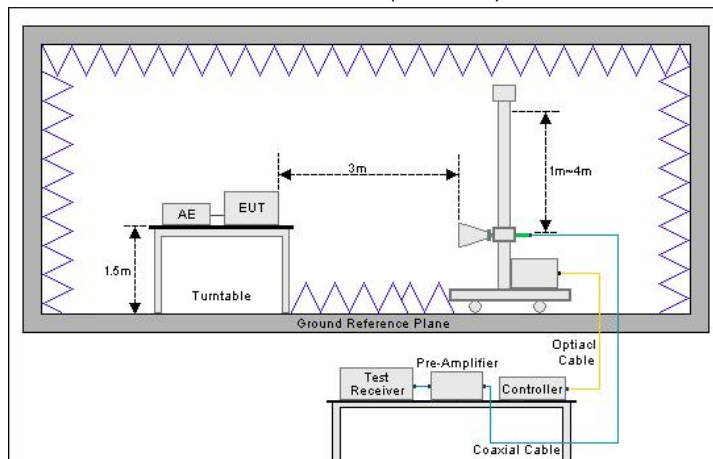 3m
1m~4m
AE
EUT
1.5m
Turntable
Ground Reference Plane
Optiacl
Cable
Pre-Amplifier
Test
Receiver
Controller
Coaxial Cable